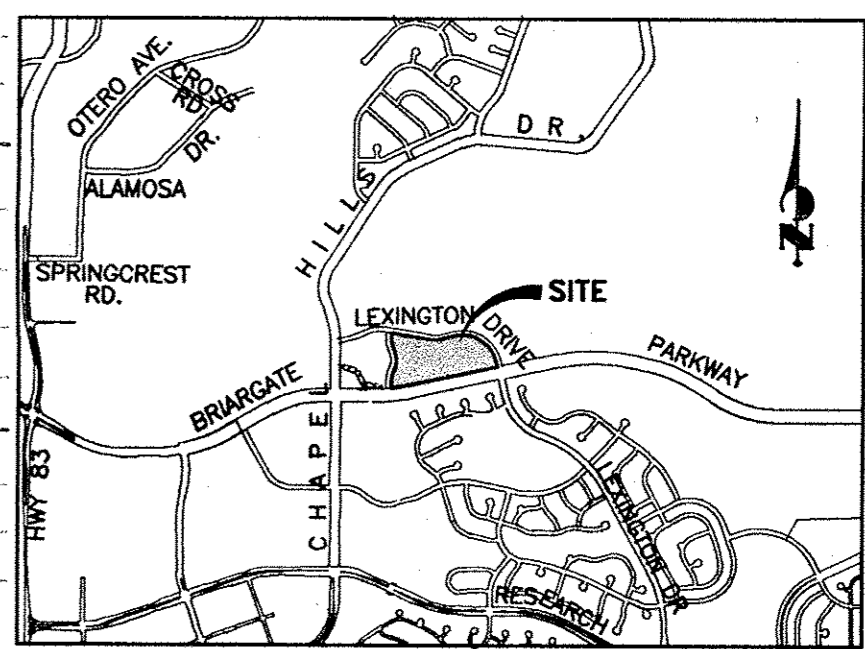 OTERO AVE.
CROSS
RD
DR.
ALAMOSA
SPRINGCREST
RD.
HILLS
DR.
N
SITE
LEXINGTON DRIVE
BRIARGATE
PARKWAY
CHAPEL
HWY 83
LEXINGTON DR
RESEARCH